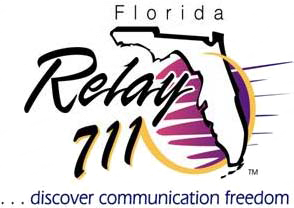 Florida
Relay
711
TM
. . . discover communication freedom